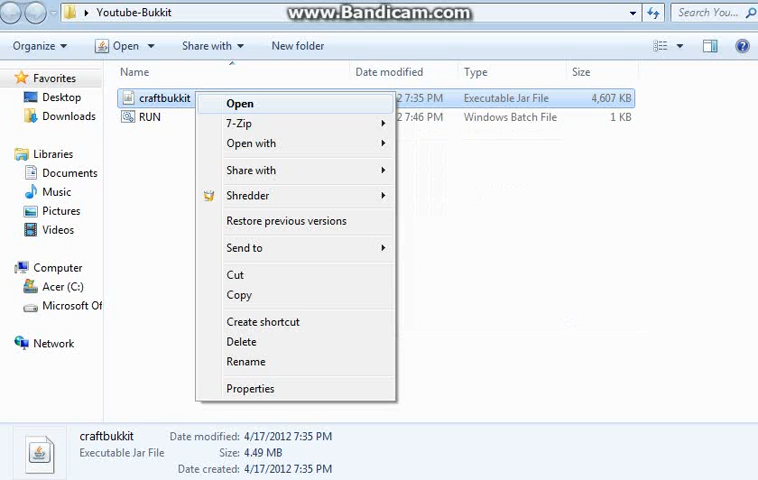 www.Bandicam.com
Youtube-Bukkit
Search You...
Organize Open Share with New folder
Name Date modified Type Size
Favorites
Desktop
Downloads
Libraries
Documents
Music
Pictures
Videos
Computer
Acer (C:)
Microsoft Of
Network
craftbukkit 2 7:35 PM Executable Jar File 4,607 KB
RUN 2 7:46 PM Windows Batch File 1 KB
Open
7-Zip
Open with
Share with
Shredder
Restore previous versions
Send to
Cut
Copy
Create shortcut
Delete
Rename
Properties
craftbukkit Date modified: 4/17/2012 7:35 PM
Executable Jar File Size: 4.49 MB
Date created: 4/17/2012 7:35 PM